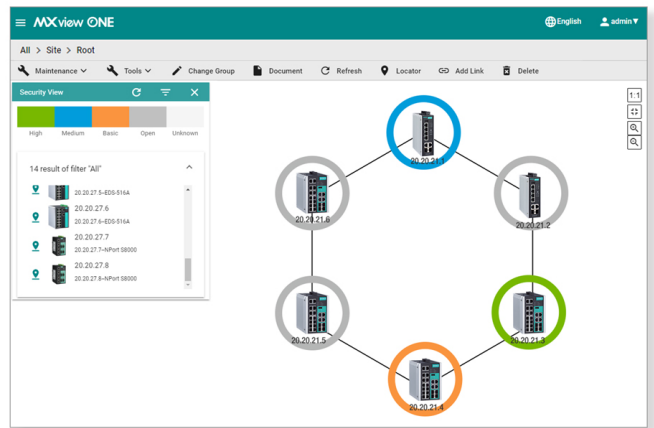 MXview ONE
English
admin
All > Site > Root
Maintenance
Tools
Change Group
Document
Refresh
Locator
Add Link
Delete
Security View
High
Medium
Basic
Open
Unknown
14 result of filter "All"
20.20.27.5–EDS-516A
20.20.27.6
20.20.27.6–EDS-516A
20.20.27.7
20.20.27.7–NPort S8000
20.20.27.8
20.20.27.8–NPort S8000
1:1
20.20.21.1
20.20.21.6
20.20.21.2
20.20.21.5
20.20.21.3
20.20.21.4